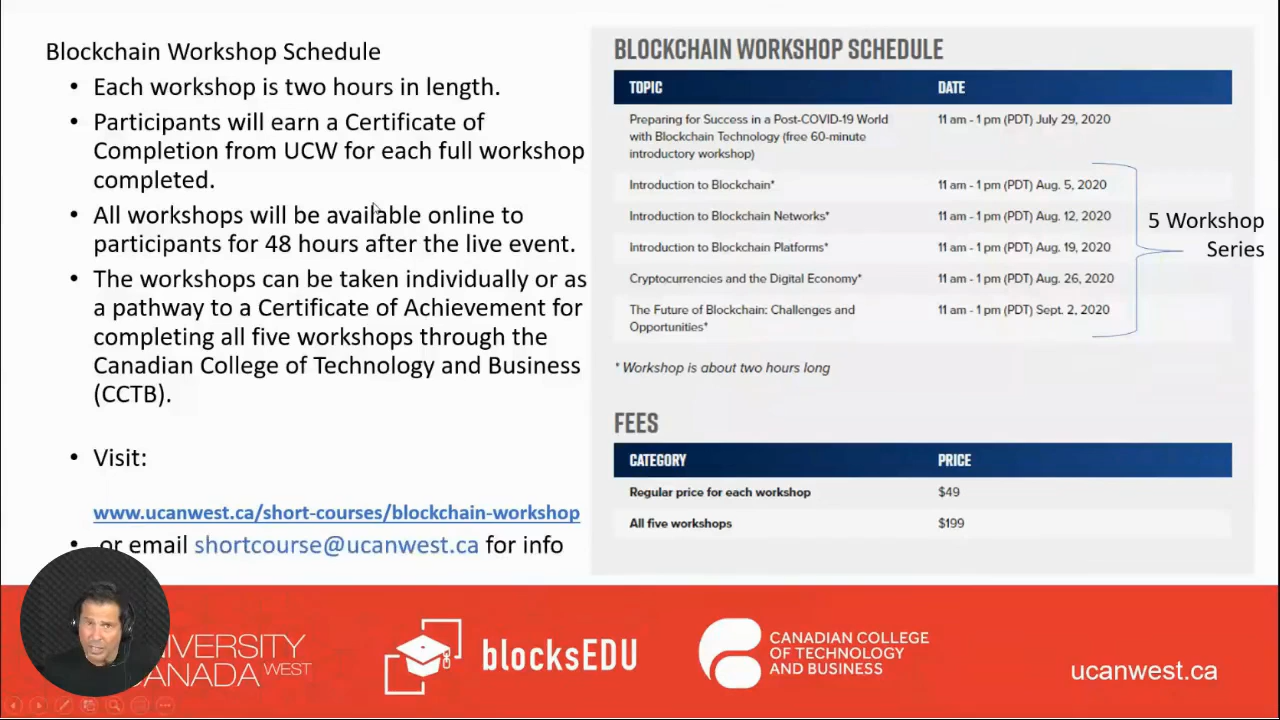 Blockchain Workshop Schedule
• Each workshop is two hours in length.
• Participants will earn a Certificate of
Completion from UCW for each full workshop
completed.
• All workshops will be available online to
participants for 48 hours after the live event.
• The workshops can be taken individually or as
a pathway to a Certificate of Achievement for
completing all five workshops through the
Canadian College of Technology and Business
(CCTB).
• Visit:
www.ucanwest.ca/short-courses/blockchain-workshop
• or email shortcourse@ucanwest.ca for info
BLOCKCHAIN WORKSHOP SCHEDULE
TOPIC DATE
Preparing for Success in a Post-COVID-19 World 11 am - 1 pm (PDT) July 29, 2020
with Blockchain Technology (free 60-minute
introductory workshop)
Introduction to Blockchain* 11 am - 1 pm (PDT) Aug. 5, 2020
Introduction to Blockchain Networks* 11 am - 1 pm (PDT) Aug. 12, 2020
Introduction to Blockchain Platforms* 11 am - 1 pm (PDT) Aug. 19, 2020
Cryptocurrencies and the Digital Economy* 11 am - 1 pm (PDT) Aug. 26, 2020
The Future of Blockchain: Challenges and 11 am - 1 pm (PDT) Sept. 2, 2020
Opportunities*
5 Workshop
Series
* Workshop is about two hours long
FEES
CATEGORY PRICE
Regular price for each workshop $49
All five workshops $199
CANADA WEST
blocksEDU
CANADIAN COLLEGE
OF TECHNOLOGY
AND BUSINESS
ucanwest.ca